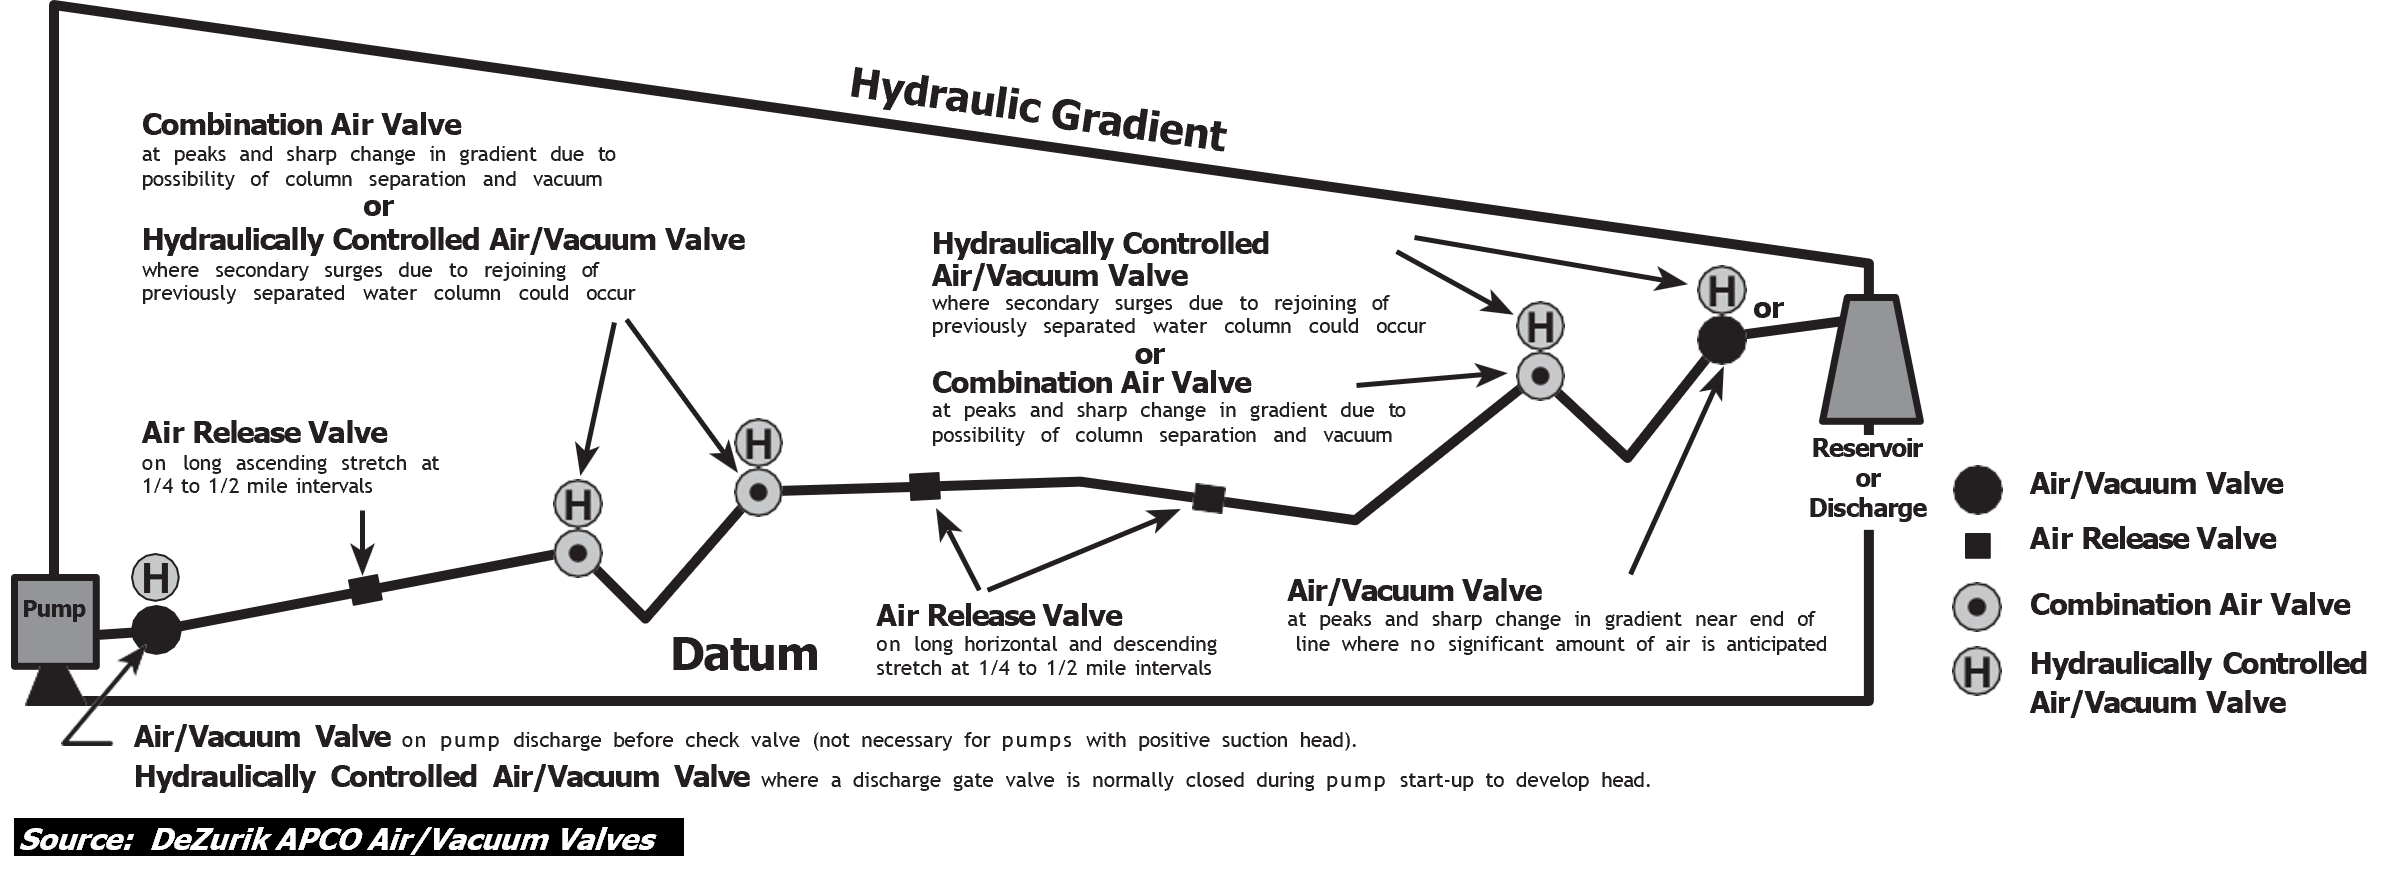 Hydraulic Gradient
Combination Air Valve
at peaks and sharp change in gradient due to
possibility of column separation and vacuum
or
Hydraulically Controlled Air/Vacuum Valve
where secondary surges due to rejoining of
previously separated water column could occur
Hydraulically Controlled
Air/Vacuum Valve
where secondary surges due to rejoining of
previously separated water column could occur
or
Combination Air Valve
at peaks and sharp change in gradient due to
possibility of column separation and vacuum
H
H
or
Air Release Valve
on long ascending stretch at
1/4 to 1/2 mile intervals
H
H
H
Pump
Reservoir
or
Discharge
Air Release Valve
on long horizontal and descending
stretch at 1/4 to 1/2 mile intervals
Air/Vacuum Valve
at peaks and sharp change in gradient near end of
line where no significant amount of air is anticipated
Datum
Air/Vacuum Valve
Air Release Valve
Combination Air Valve
H
Hydraulically Controlled
Air/Vacuum Valve
Air/Vacuum Valve on pump discharge before check valve (not necessary for pumps with positive suction head).
Hydraulically Controlled Air/Vacuum Valve where a discharge gate valve is normally closed during pump start-up to develop head.
Source: DeZurik APCO Air/Vacuum Valves